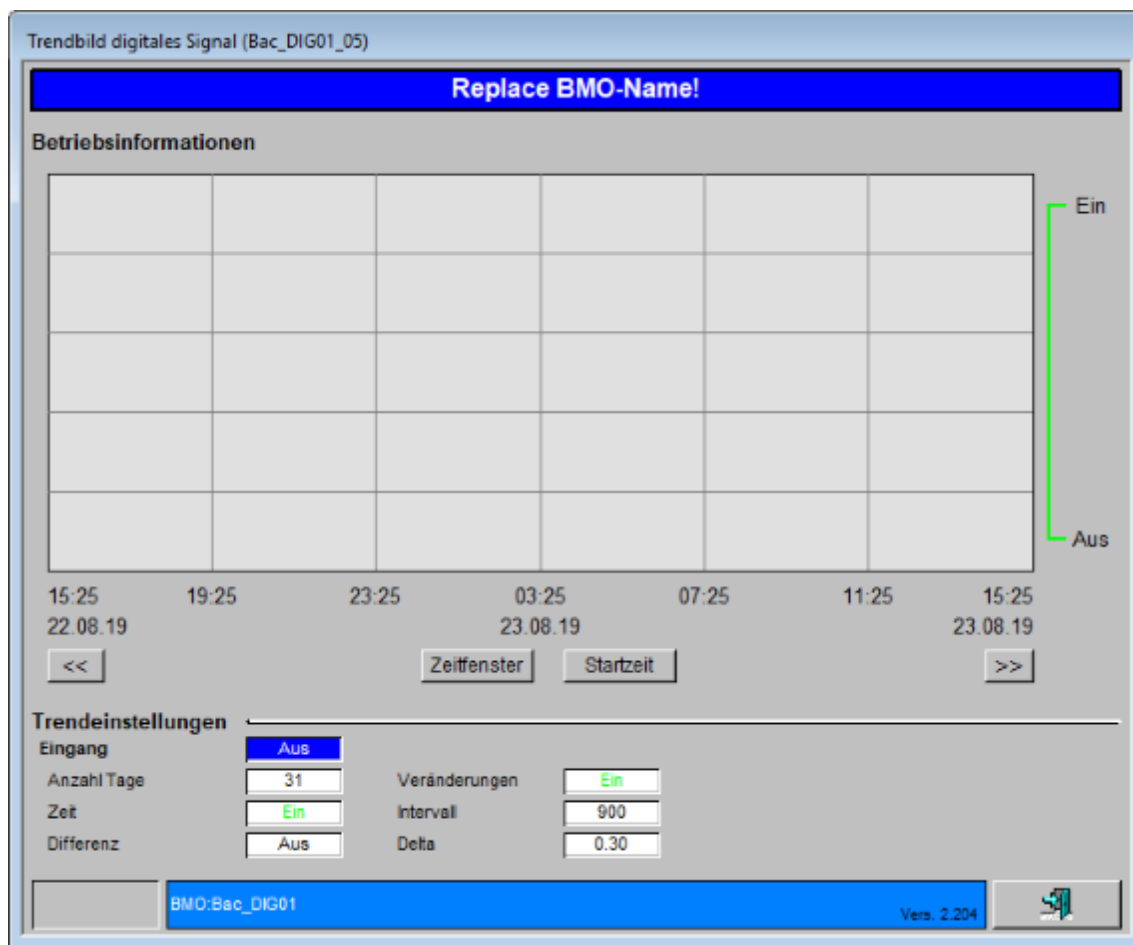 Trendbild digitales Signal (Bac_DIG01_05)
Replace BMO-Name!
Betriebsinformationen
Ein
Aus
15:25 19:25 23:25 03:25 07:25 11:25 15:25
22.08.19 23.08.19 23.08.19
<< Zeitfenster Startzeit >>
Trendeinstellungen
Eingang Aus
Anzahl Tage 31 Veränderungen Ein
Zeit Ein Intervall 900
Differenz Aus Delta 0.30
BMO:Bac_DIG01 Vers. 2.204